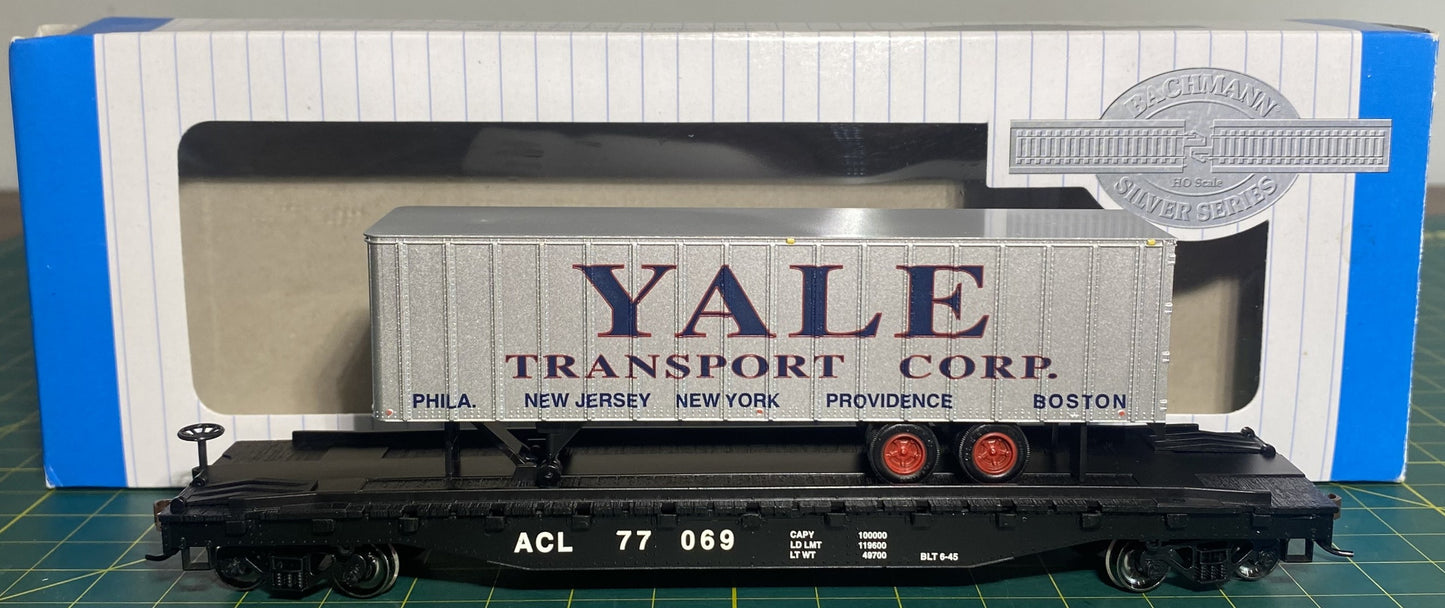 BACHMANN
HO Scale
SILVER SERIES
YALE
TRANSPORT CORP.
PHILA. NEW JERSEY NEW YORK PROVIDENCE BOSTON
ACL 77 069
CAPY 100000
LD LMT 119600
LT WT 49700
BLT 6-45